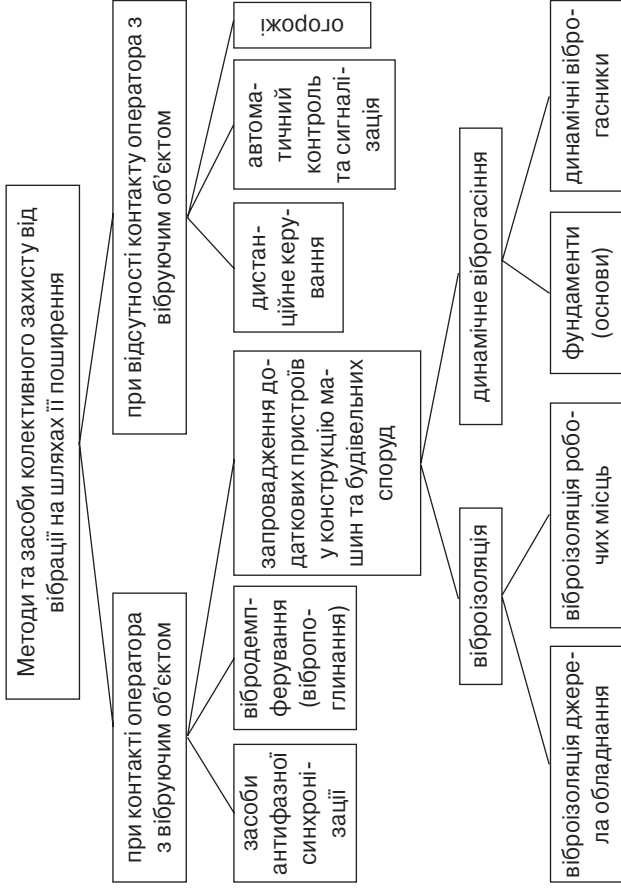 Методи та засоби колективного захисту від
вібрації на шляхах її поширення
при контакті оператора
з вібруючим об’єктом
при відсутності контакту оператора з
вібруючим об’єктом
засоби
антифазної
синхроні-
зації
вібродемп-
ферування
(вібропо-
глинання)
запровадження до-
даткових пристроїв
у конструкцію ма-
шин та будівельних
споруд
дистан-
ційне керу-
вання
автома-
тичний
контроль
та сигналі-
зація
огорожі
віброізоляція
динамічне віброгасіння
віброізоляція джере-
ла обладнання
віброізоляція робо-
чих місць
фундаменти
(основи)
динамічні вібро-
гасники